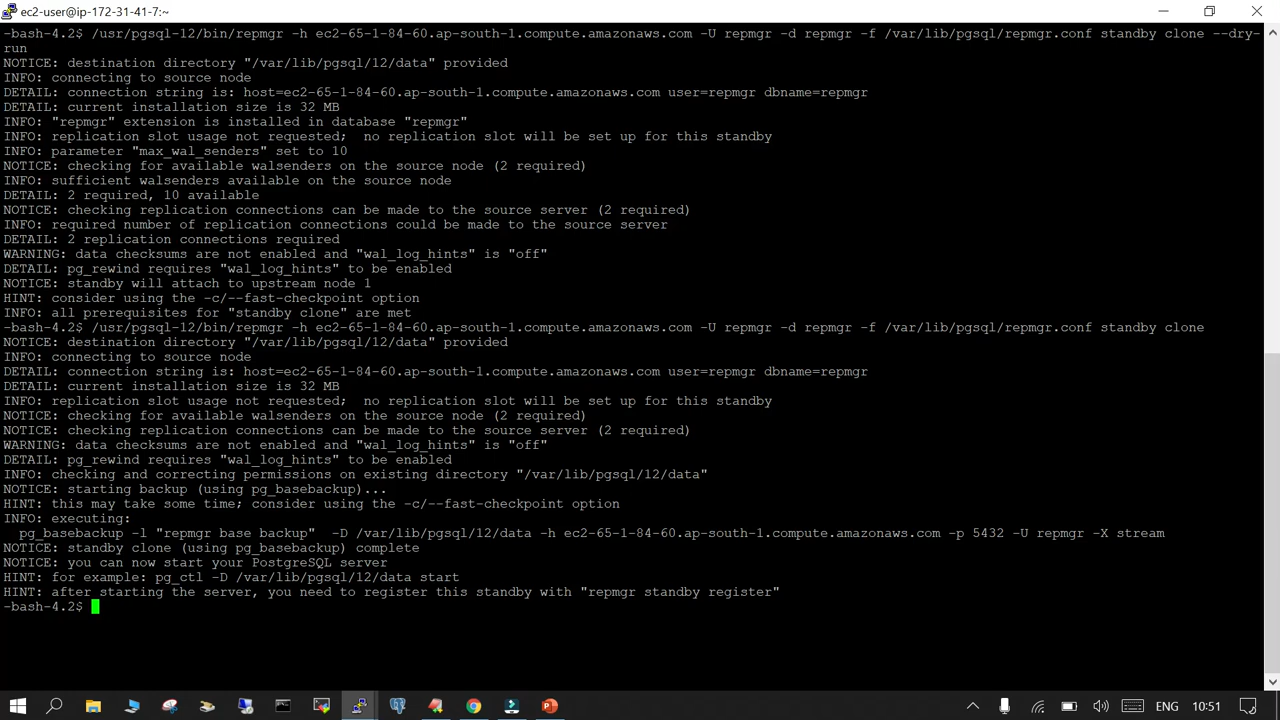 ec2-user@ip-172-31-41-7:~
-bash-4.2$ /usr/pgsql-12/bin/repmgr -h ec2-65-1-84-60.ap-south-1.compute.amazonaws.com -U repmgr -d repmgr -f /var/lib/pgsql/repmgr.conf standby clone --dry-
run
NOTICE: destination directory "/var/lib/pgsql/12/data" provided
INFO: connecting to source node
DETAIL: connection string is: host=ec2-65-1-84-60.ap-south-1.compute.amazonaws.com user=repmgr dbname=repmgr
DETAIL: current installation size is 32 MB
INFO: "repmgr" extension is installed in database "repmgr"
INFO: replication slot usage not requested;  no replication slot will be set up for this standby
INFO: parameter "max_wal_senders" set to 10
NOTICE: checking for available walsenders on the source node (2 required)
INFO: sufficient walsenders available on the source node
DETAIL: 2 required, 10 available
NOTICE: checking replication connections can be made to the source server (2 required)
INFO: required number of replication connections could be made to the source server
DETAIL: 2 replication connections required
WARNING: data checksums are not enabled and "wal_log_hints" is "off"
DETAIL: pg_rewind requires "wal_log_hints" to be enabled
NOTICE: standby will attach to upstream node 1
HINT: consider using the -c/--fast-checkpoint option
INFO: all prerequisites for "standby clone" are met
-bash-4.2$ /usr/pgsql-12/bin/repmgr -h ec2-65-1-84-60.ap-south-1.compute.amazonaws.com -U repmgr -d repmgr -f /var/lib/pgsql/repmgr.conf standby clone
NOTICE: destination directory "/var/lib/pgsql/12/data" provided
INFO: connecting to source node
DETAIL: connection string is: host=ec2-65-1-84-60.ap-south-1.compute.amazonaws.com user=repmgr dbname=repmgr
DETAIL: current installation size is 32 MB
INFO: replication slot usage not requested;  no replication slot will be set up for this standby
NOTICE: checking for available walsenders on the source node (2 required)
NOTICE: checking replication connections can be made to the source server (2 required)
WARNING: data checksums are not enabled and "wal_log_hints" is "off"
DETAIL: pg_rewind requires "wal_log_hints" to be enabled
INFO: checking and correcting permissions on existing directory "/var/lib/pgsql/12/data"
NOTICE: starting backup (using pg_basebackup)...
HINT: this may take some time; consider using the -c/--fast-checkpoint option
INFO: executing:
  pg_basebackup -l "repmgr base backup"  -D /var/lib/pgsql/12/data -h ec2-65-1-84-60.ap-south-1.compute.amazonaws.com -p 5432 -U repmgr -X stream
NOTICE: standby clone (using pg_basebackup) complete
NOTICE: you can now start your PostgreSQL server
HINT: for example: pg_ctl -D /var/lib/pgsql/12/data start
HINT: after starting the server, you need to register this standby with "repmgr standby register"
-bash-4.2$
ENG 10:51